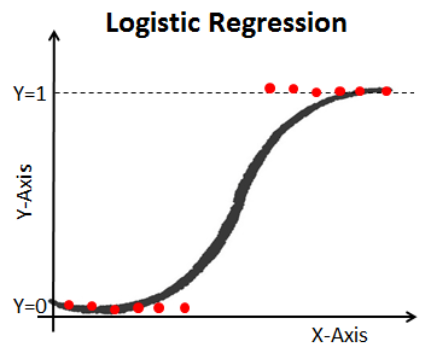 Logistic Regression
Y=1
Y-Axis
Y=0
X-Axis